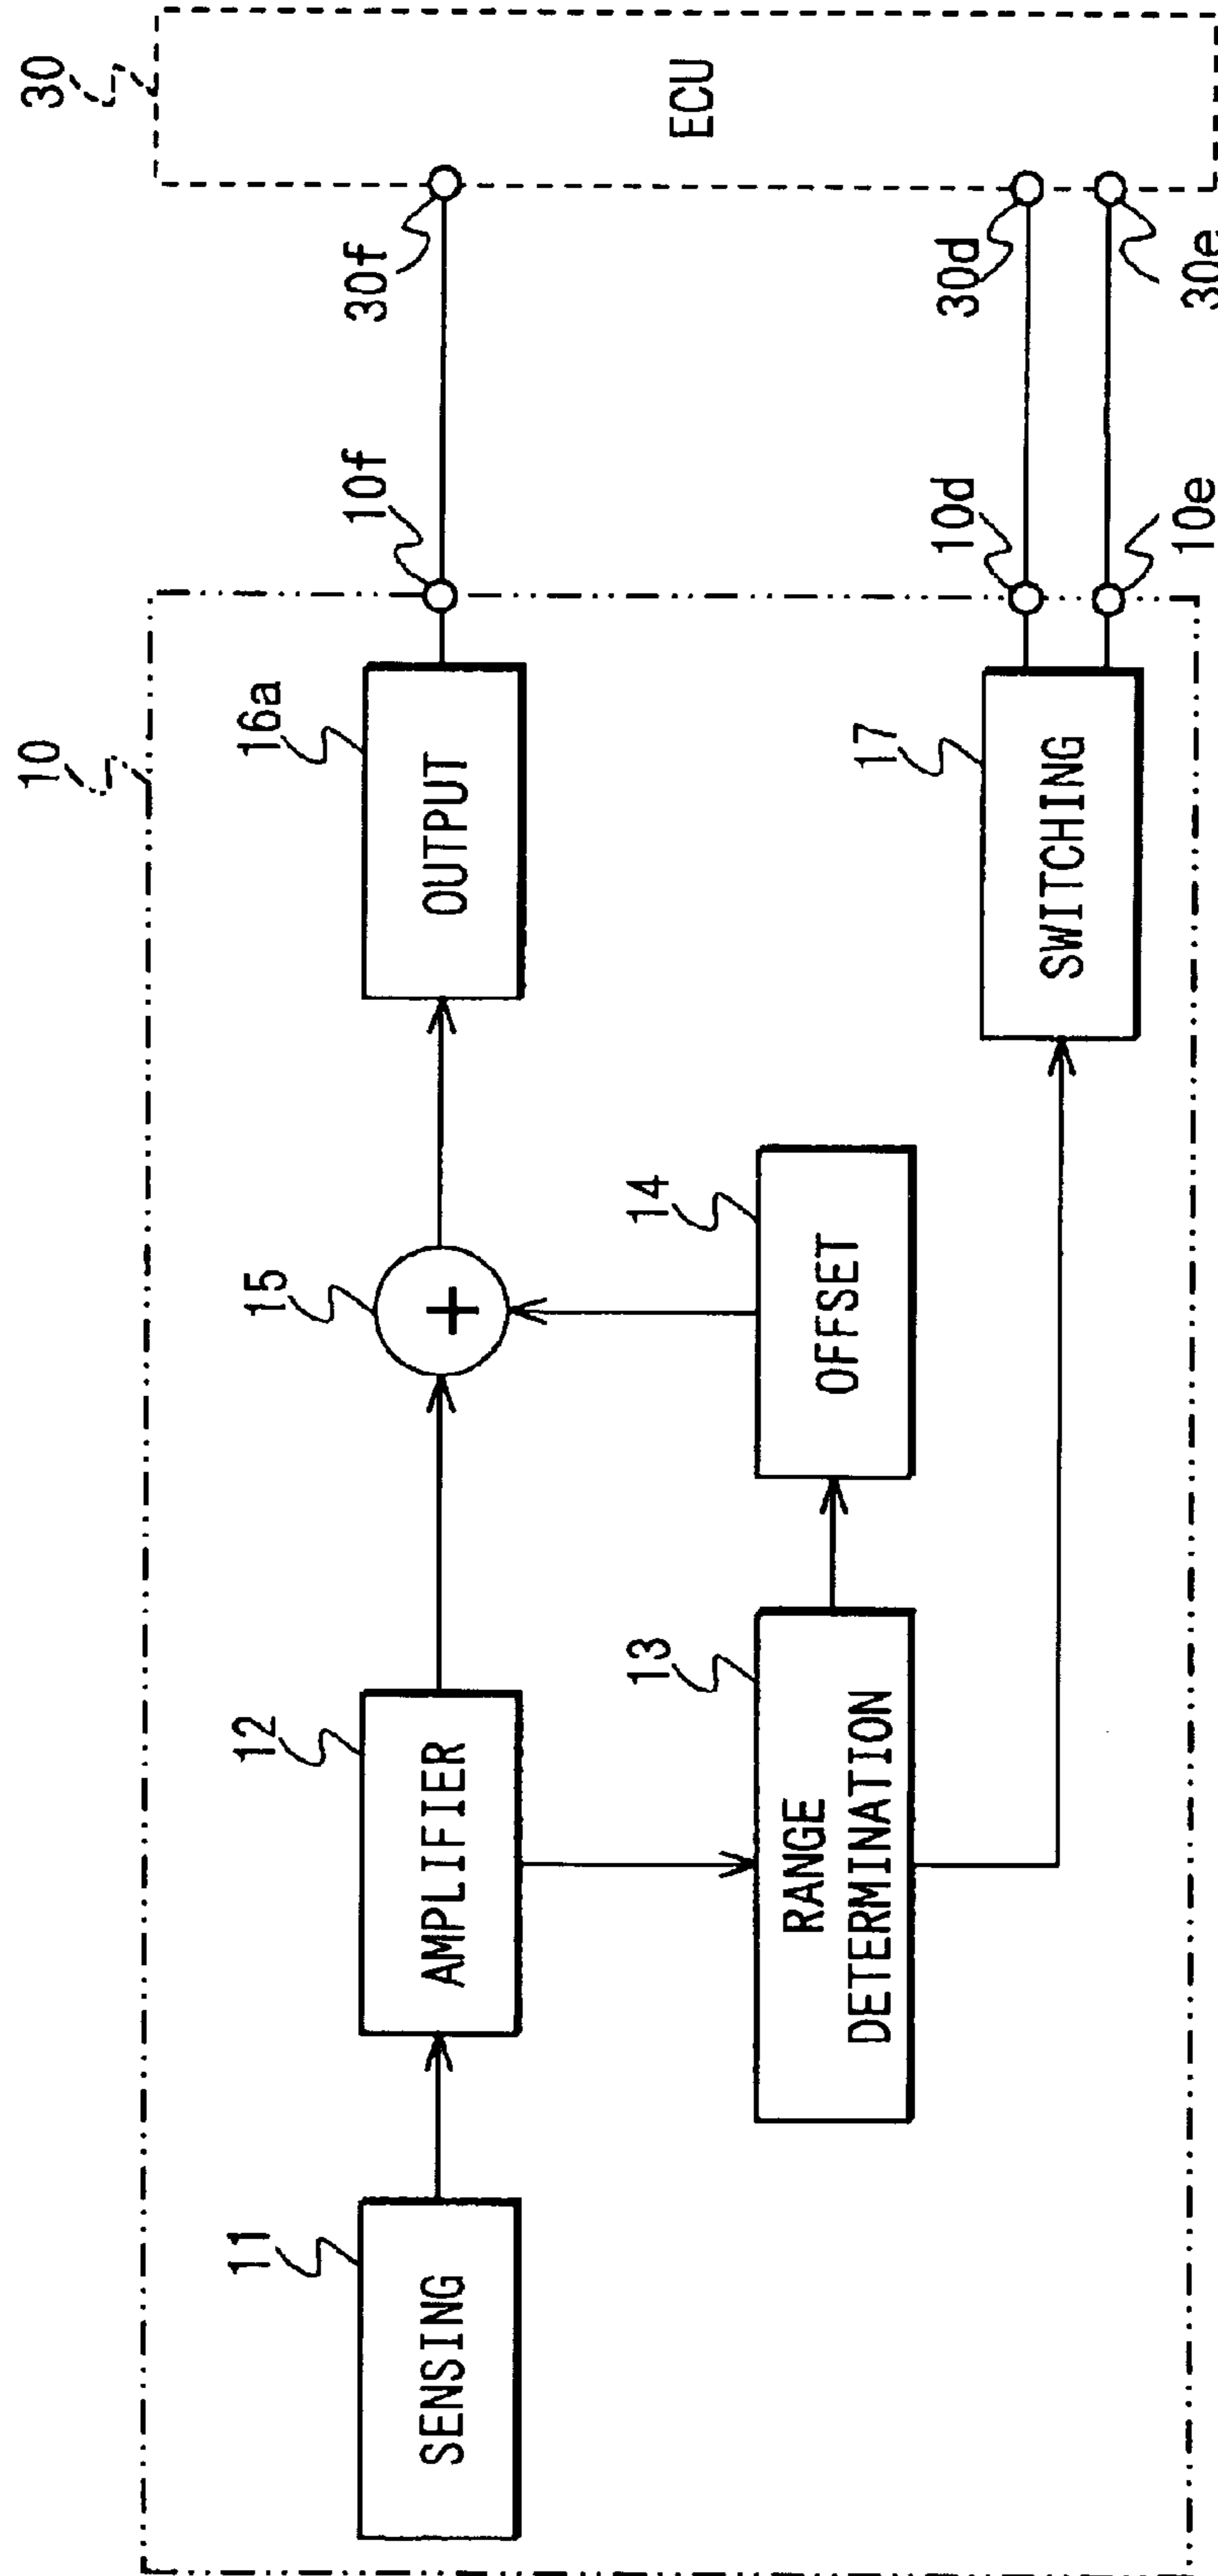 10
30
11
SENSING
12
AMPLIFIER
15
+
16a
OUTPUT
10f
30f
13
RANGE
DETERMINATION
14
OFFSET
17
SWITCHING
10d
30d
10e
30e
ECU